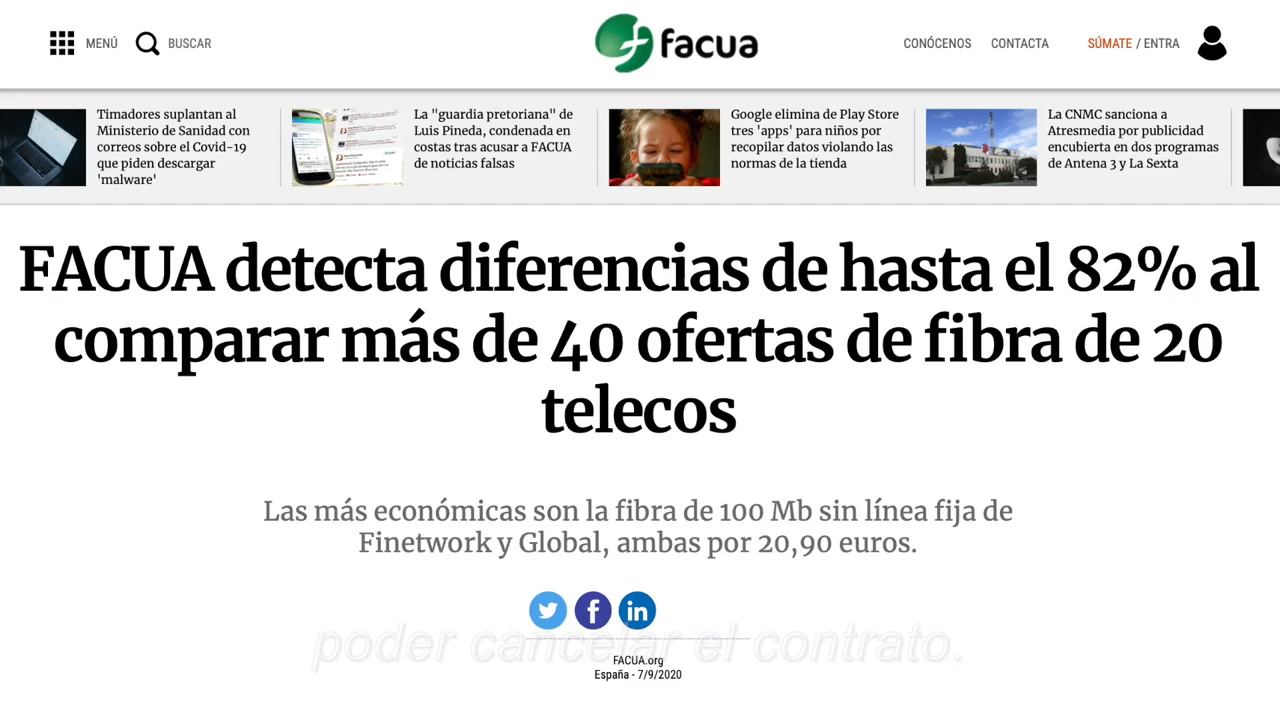 MENÚ
BUSCAR
facua
CONÓCENOS
CONTACTA
SÚMATE / ENTRA
Timadores suplantan al
Ministerio de Sanidad con
correos sobre el Covid-19
que piden descargar
'malware'
La "guardia pretoriana" de
Luis Pineda, condenada en
costas tras acusar a FACUA
de noticias falsas
Google elimina de Play Store
tres 'apps' para niños por
recopilar datos violando las
normas de la tienda
La CNMC sanciona a
Atresmedia por publicidad
encubierta en dos programas
de Antena 3 y La Sexta
FACUA detecta diferencias de hasta el 82% al
comparar más de 40 ofertas de fibra de 20
telecos
Las más económicas son la fibra de 100 Mb sin línea fija de
Finetwork y Global, ambas por 20,90 euros.
poder cancelar el contrato.
FACUA.org
España - 7/9/2020